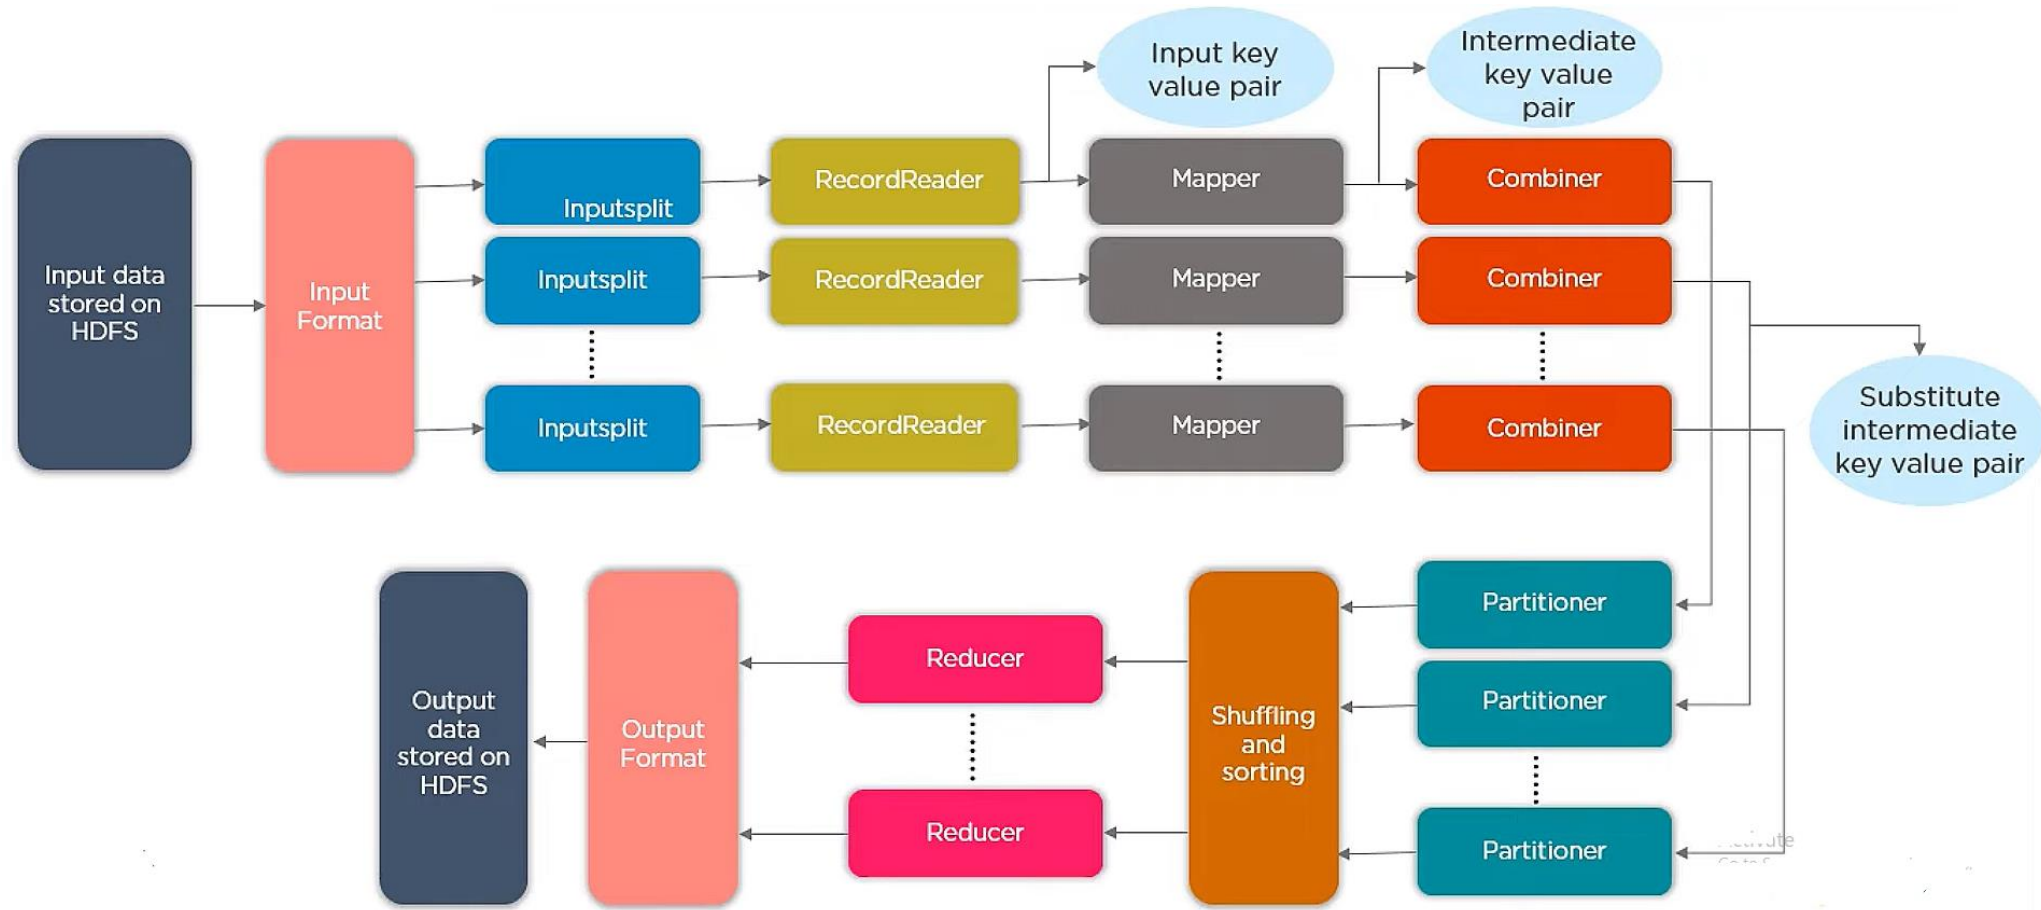 Input key
value pair
Intermediate
key value
pair
Input data
stored on
HDFS
Input
Format
Inputsplit
RecordReader
Mapper
Combiner
Inputsplit
RecordReader
Mapper
Combiner
Inputsplit
RecordReader
Mapper
Combiner
Substitute
intermediate
key value pair
Partitioner
Partitioner
Partitioner
Shuffling
and
sorting
Reducer
Reducer
Output
Format
Output
data
stored on
HDFS